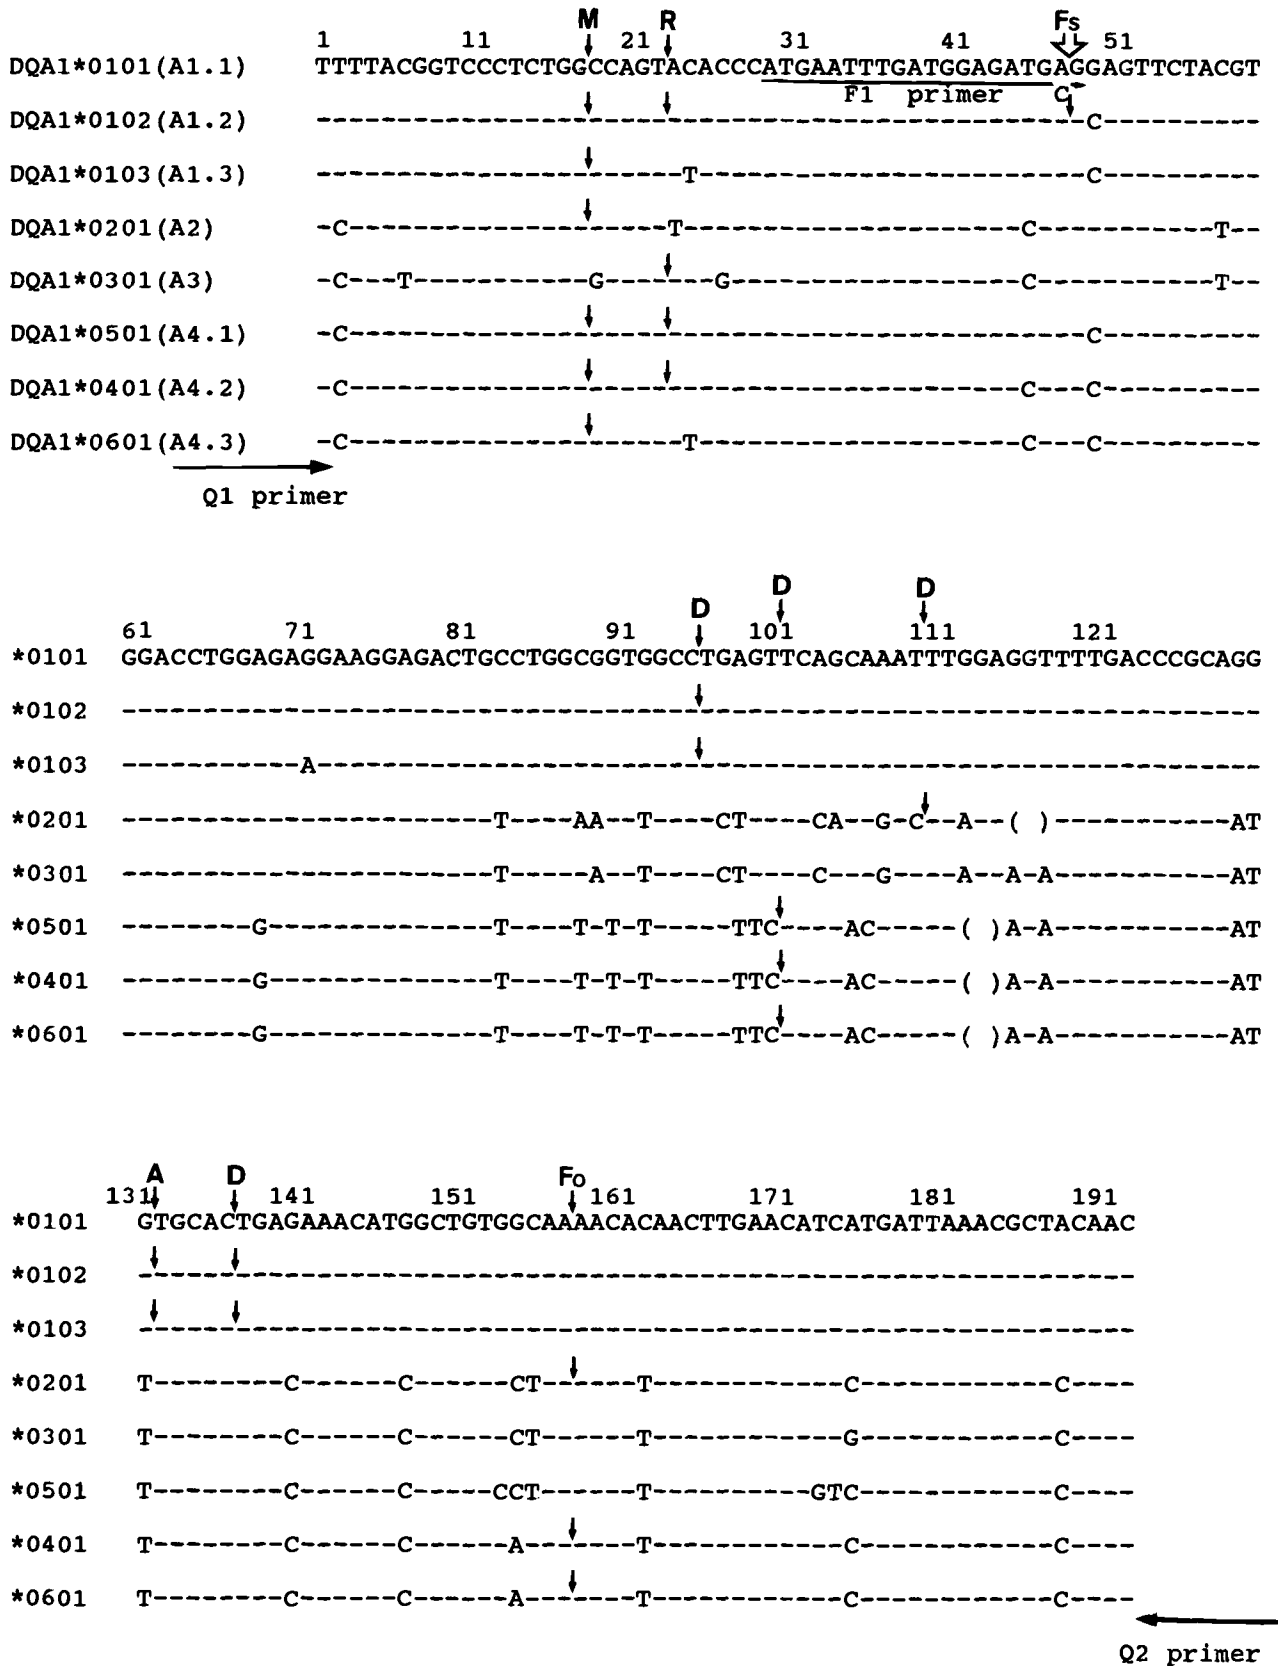 M R Fs
1 11 21 31 41 51
DQA1*0101(A1.1) TTTTACGGTCCCTCTGGCCAGTACACCCATGAATTTGATGGAGATGAGGAGTTCTACGT
F1 primer C
DQA1*0102(A1.2) ------------------------------------------------C----------
DQA1*0103(A1.3) -----------------------T------------------------C----------
DQA1*0201(A2) -C--------------------T---------------------C-----------T--
DQA1*0301(A3) -C---T-----------G-------G------------------C-----------T--
DQA1*0501(A4.1) -C----------------------------------------------C----------
DQA1*0401(A4.2) -C------------------------------------------C---C----------
DQA1*0601(A4.3) -C---------------------T--------------------C---C----------
Q1 primer
D D D
61 71 81 91 101 111 121
*0101 GGACCTGGAGAGGAAGGAGACTGCCTGGCGGTGGCCTGAGTTCAGCAAATTTGGAGGTTTTGACCCGCAGG
*0102 -----------------------------------------------------------------------
*0103 -----------A-----------------------------------------------------------
*0201 -----------------------T----AA--T----CT----CA--G-C--A--( )-----------AT
*0301 -----------------------T-----A--T----CT----C---G----A--A-A-----------AT
*0501 --------G--------------T----T-T-T-----TTC----AC-----( )A-A-----------AT
*0401 --------G--------------T----T-T-T-----TTC----AC-----( )A-A-----------AT
*0601 --------G--------------T----T-T-T-----TTC----AC-----( )A-A-----------AT
A D Fo
131 141 151 161 171 181 191
*0101 GTGCACTGAGAAACATGGCTGTGGCAAAACACAACTTGAACATCATGATTAAACGCTACAAC
*0102 --------------------------------------------------------------
*0103 --------------------------------------------------------------
*0201 T--------C------C------CT------T------------C------------C----
*0301 T--------C------C------CT------T------------G------------C----
*0501 T--------C------C-----CCT------T----------GTC------------C----
*0401 T--------C------C------A-------T------------C------------C----
*0601 T--------C------C------A-------T------------C------------C----
Q2 primer